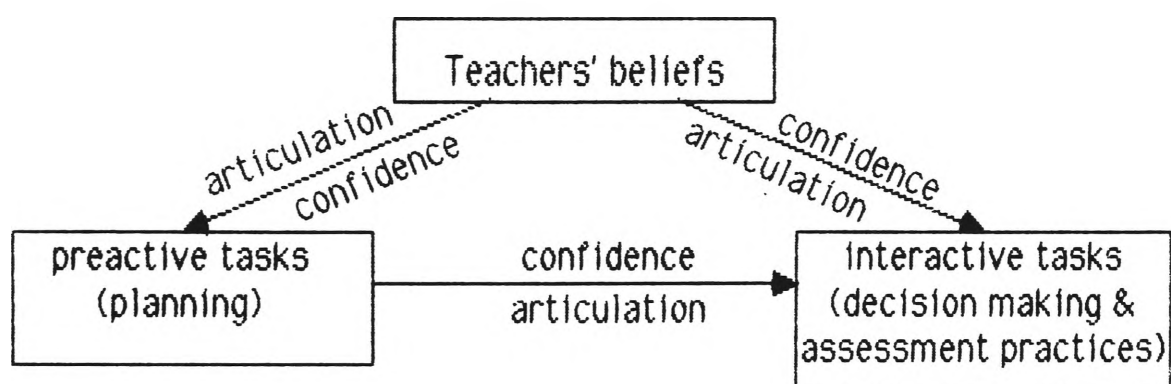 Teachers' beliefs
articulation
confidence
confidence
articulation
preactive tasks
(planning)
confidence
articulation
interactive tasks
(decision making &
assessment practices)